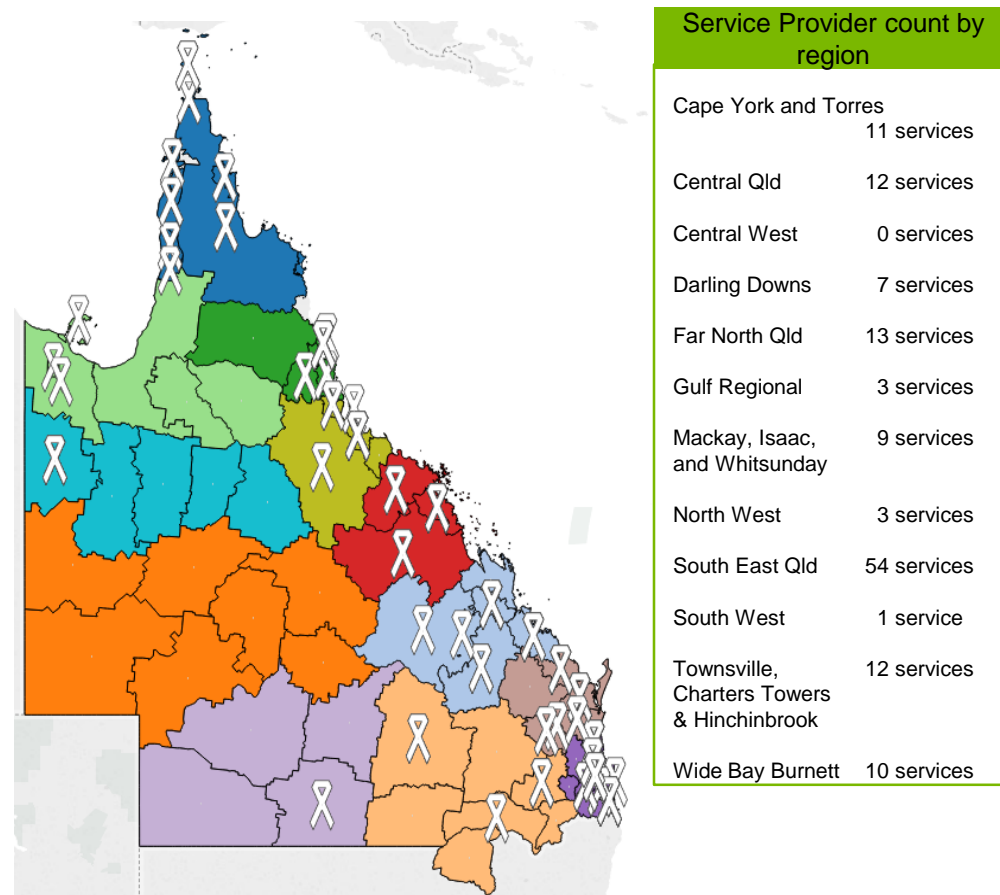 Service Provider count by
region
Cape York and Torres
11 services
Central Qld 12 services
Central West 0 services
Darling Downs 7 services
Far North Qld 13 services
Gulf Regional 3 services
Mackay, Isaac, 9 services
and Whitsunday
North West 3 services
South East Qld 54 services
South West 1 service
Townsville, 12 services
Charters Towers
& Hinchinbrook
Wide Bay Burnett 10 services